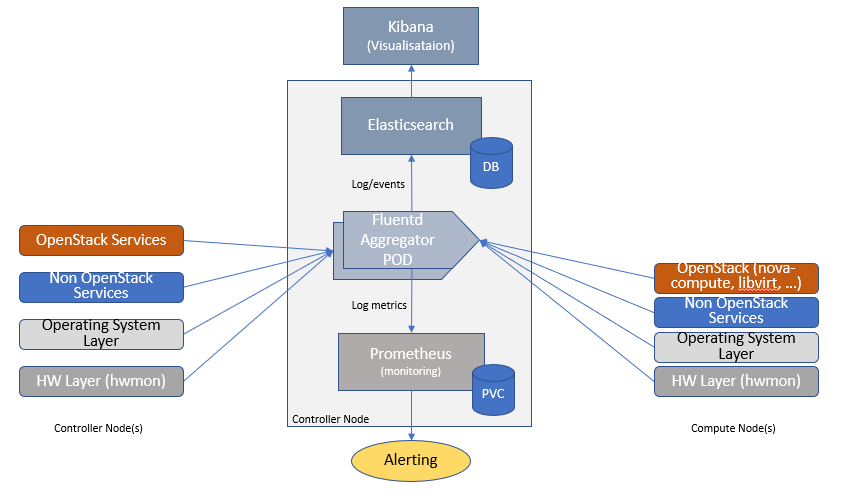 Kibana
(Visualisataion)
Elasticsearch
DB
Log/events
Fluentd
Aggregator
POD
OpenStack Services
Non OpenStack
Services
Operating System
Layer
HW Layer (hwmon)
Controller Node(s)
OpenStack (nova-
compute, libvirt, ...)
Non OpenStack
Services
Operating System
Layer
HW Layer (hwmon)
Compute Node(s)
Log metrics
Prometheus
(monitoring)
PVC
Controller Node
Alerting